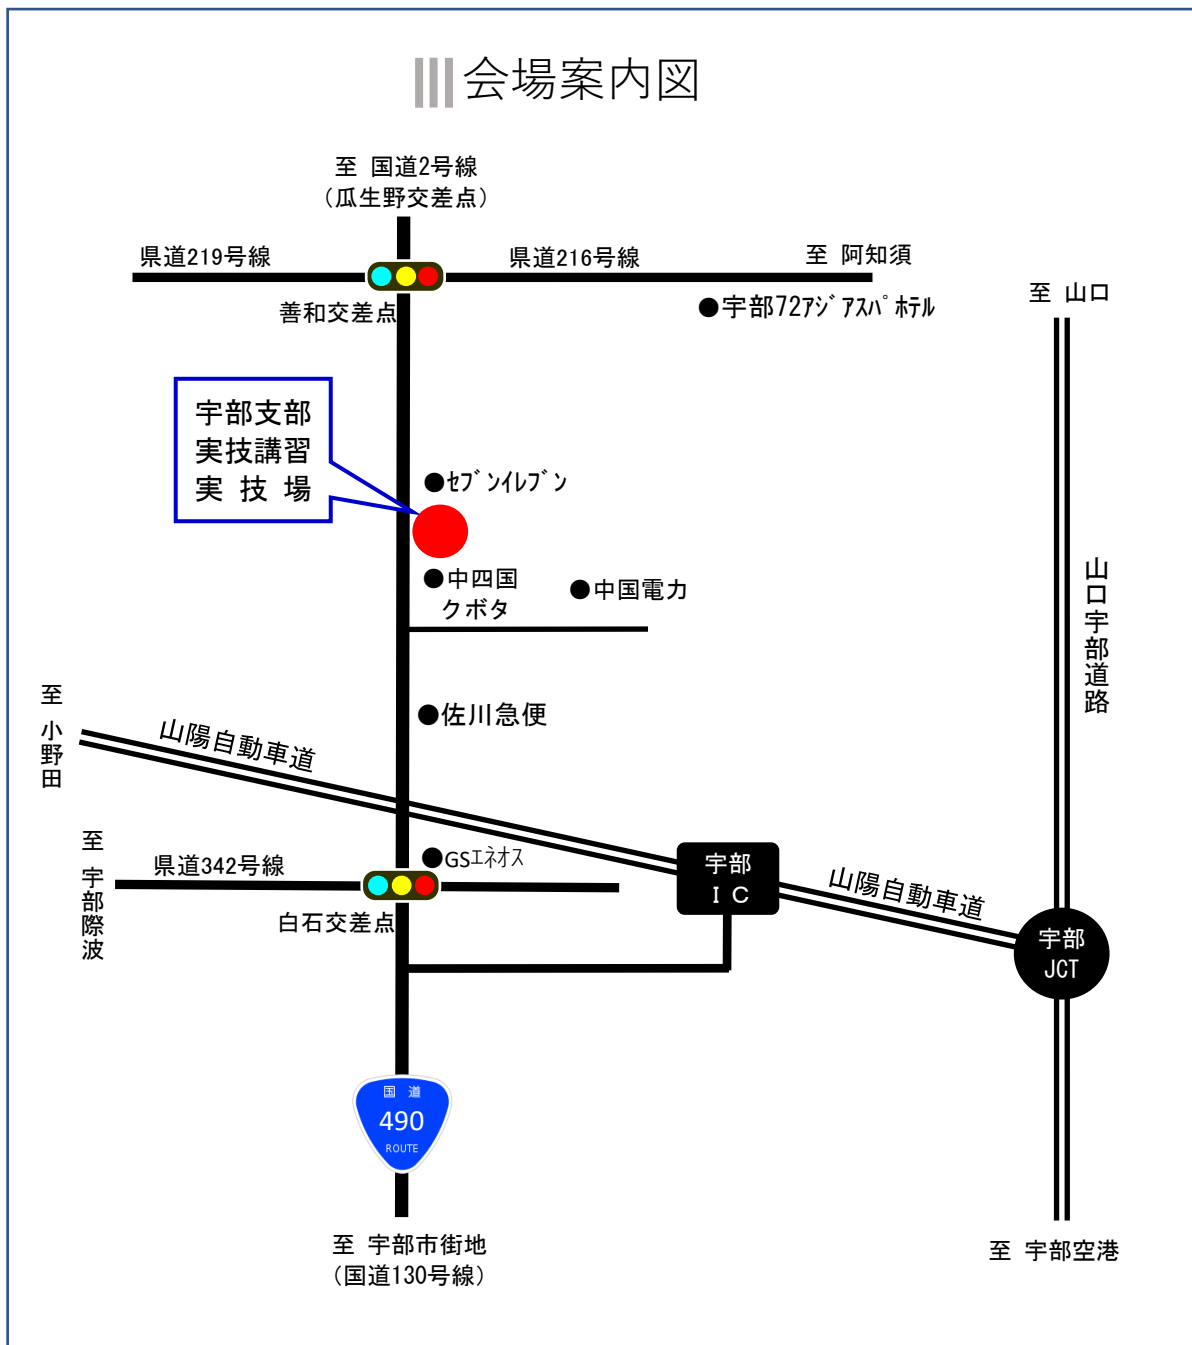 会場案内図
至 国道2号線
（瓜生野交差点）
県道219号線
県道216号線
至 阿知須
善和交差点
●宇部72ｱｼﾞｱｽﾊﾟﾎﾃﾙ
至 山口
宇部支部
実技講習
実 技 場
●ｾﾌﾞﾝｲﾚﾌﾞﾝ
●中四国
クボタ
●中国電力
山口宇部道路
至 小野田
山陽自動車道
●佐川急便
至 宇部際波
県道342号線
●GSｴﾈｵｽ
白石交差点
宇部
ＩＣ
山陽自動車道
宇部
JCT
国 道
490
ROUTE
至 宇部市街地
（国道130号線）
至 宇部空港